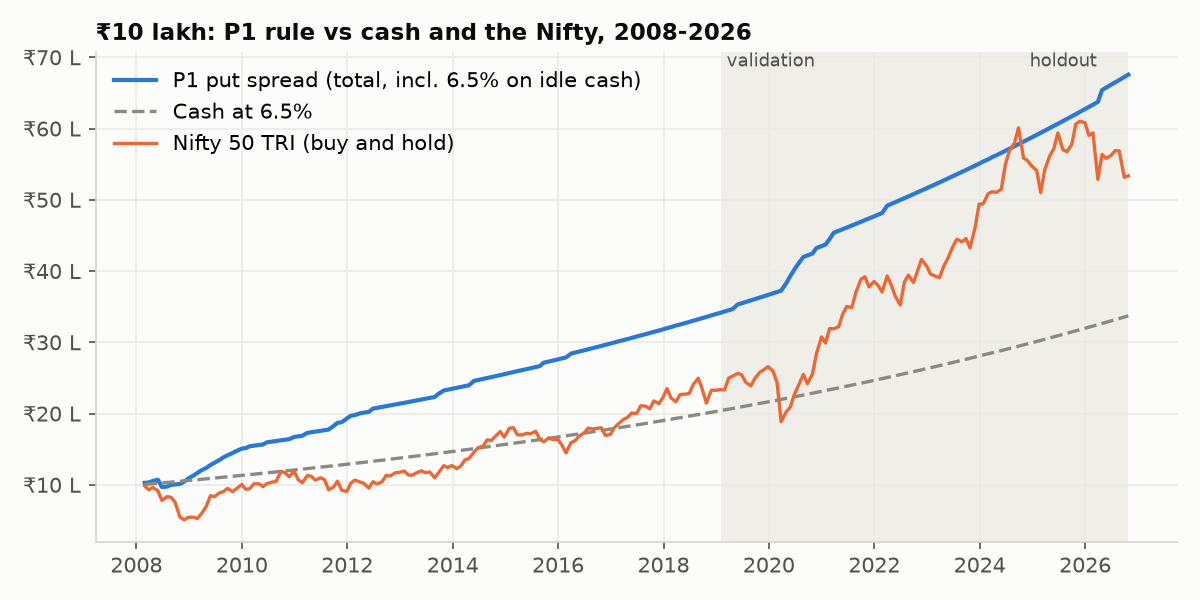 ₹10 lakh: P1 rule vs cash and the Nifty, 2008-2026
₹70 L
₹60 L
₹50 L
₹40 L
₹30 L
₹20 L
₹10 L
P1 put spread (total, incl. 6.5% on idle cash)
Cash at 6.5%
Nifty 50 TRI (buy and hold)
validation
holdout
2008
2010
2012
2014
2016
2018
2020
2022
2024
2026